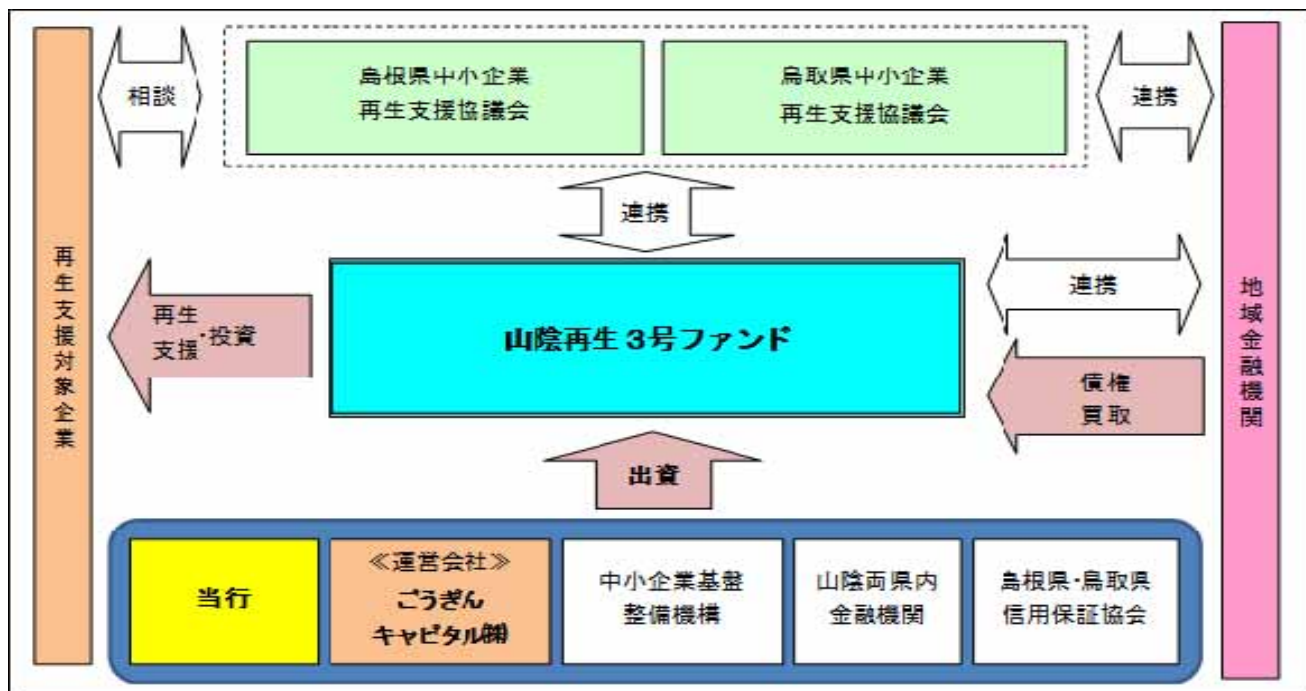 相談
島根県中小企業
再生支援協議会
鳥取県中小企業
再生支援協議会
連携
連携
再生支援対象企業
再生
支援
・投資
山陰再生3号ファンド
連携
債権
買取
地域金融機関
出資
当行
≪運営会社≫
ごうぎん
キャピタル㈱
中小企業基盤
整備機構
山陰両県内
金融機関
島根県・鳥取県
信用保証協会